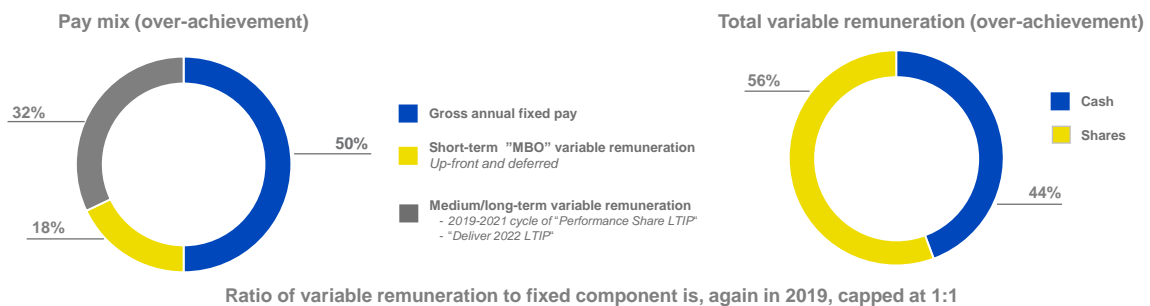 Pay mix (over-achievement)
32%
18%
50%
Gross annual fixed pay
Short-term ”MBO” variable remuneration
Up-front and deferred
Medium/long-term variable remuneration
- 2019-2021 cycle of “Performance Share LTIP“
- “Deliver 2022 LTIP“
Total variable remuneration (over-achievement)
56%
44%
Cash
Shares
Ratio of variable remuneration to fixed component is, again in 2019, capped at 1:1